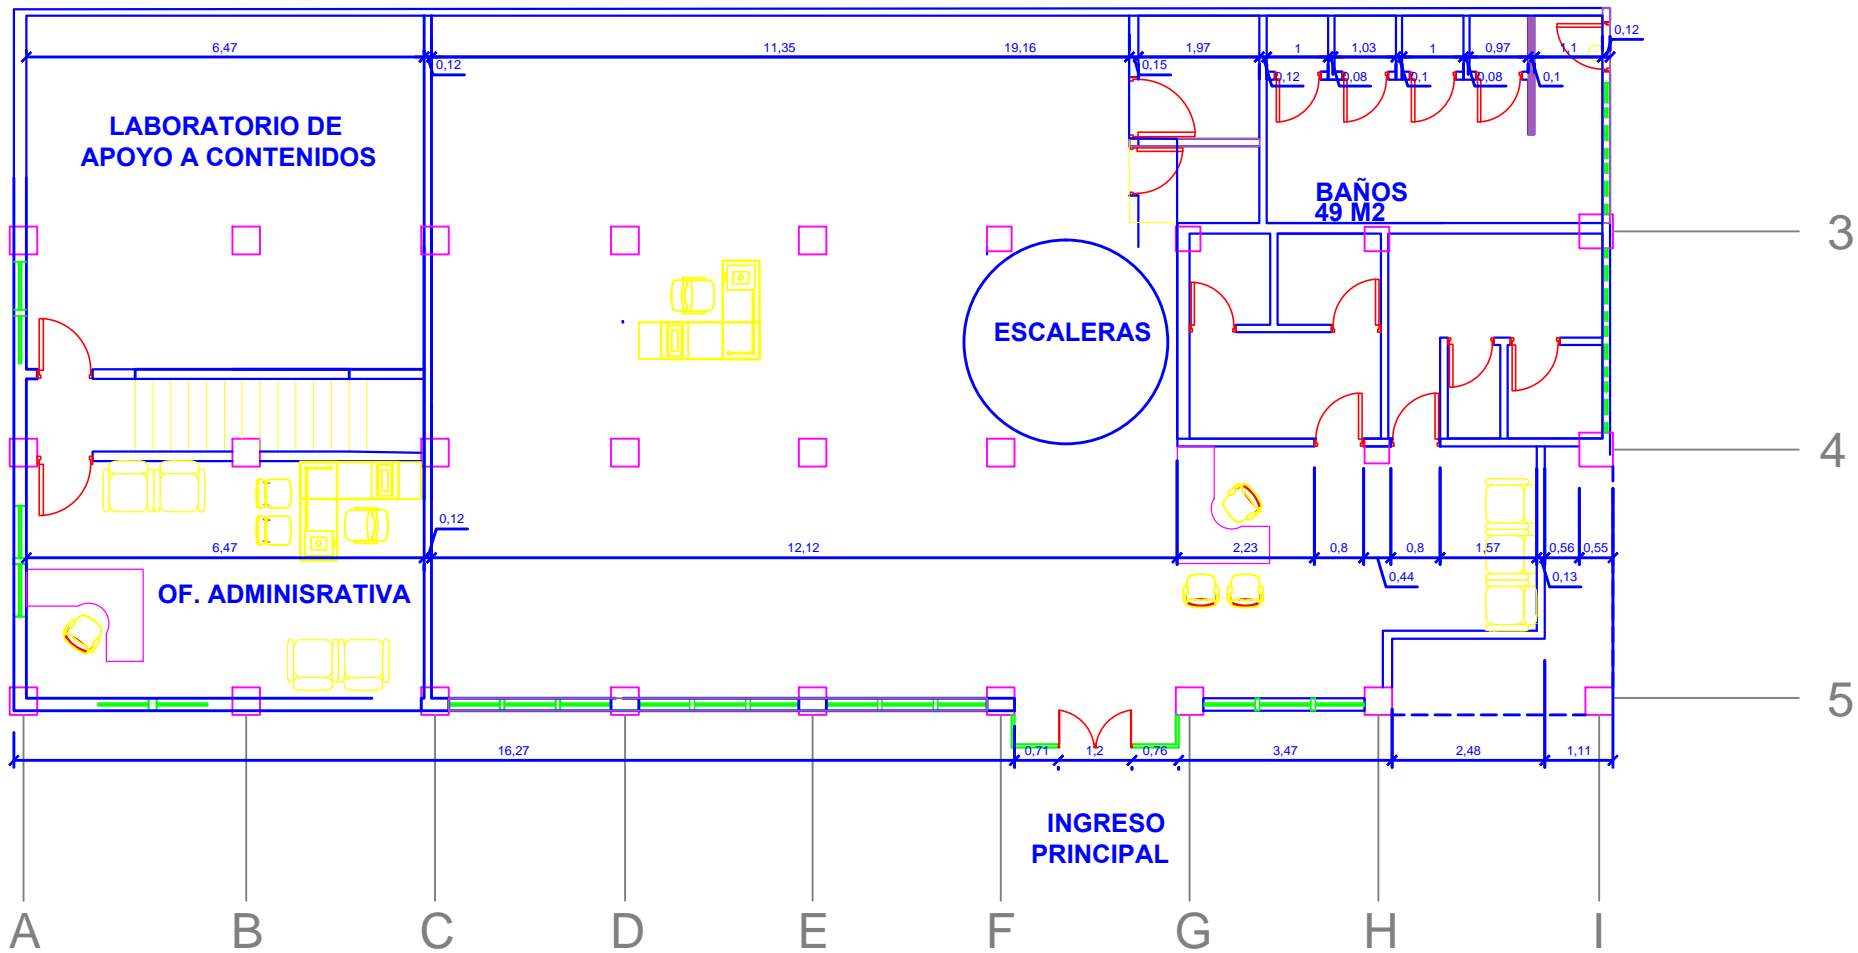 6,47
11,35
19,16
1,97
1
1,03
1
0,97
1,1
0,12
0,12
0,15
0,12
0,08
0,1
0,08
0,1
LABORATORIO DE
APOYO A CONTENIDOS
BAÑOS
49 M2
3
ESCALERAS
4
0,12
6,47
12,12
2,23
0,8
0,8
1,57
0,56
0,55
0,44
0,13
OF. ADMINISRATIVA
5
16,27
0,71
1,2
0,76
3,47
2,48
1,11
INGRESO
PRINCIPAL
A
B
C
D
E
F
G
H
I